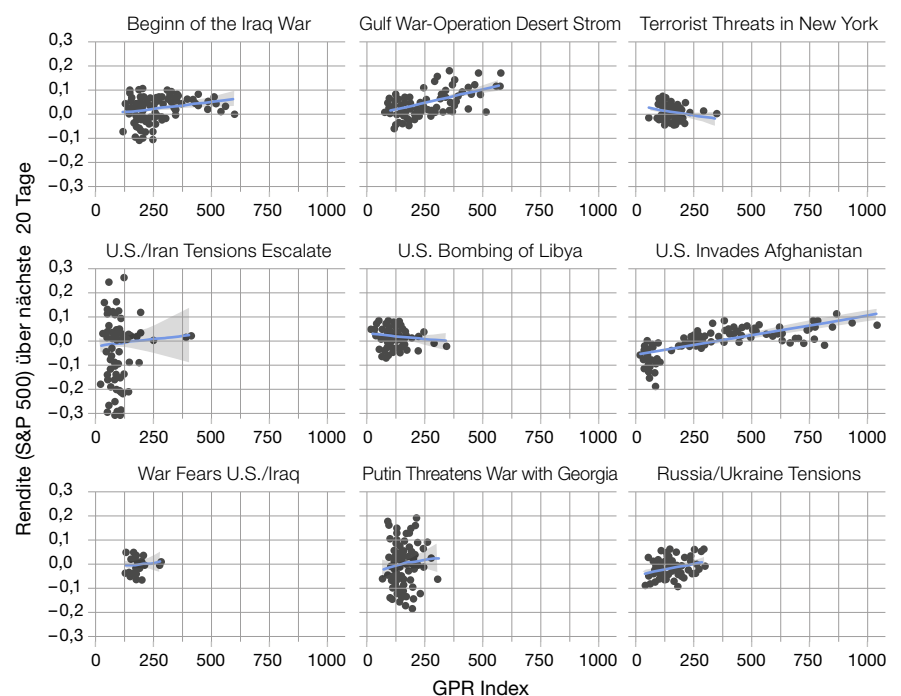 Beginn of the Iraq War
Gulf War-Operation Desert Strom
Terrorist Threats in New York
0,3
0,2
0,1
0,0
−0,1
−0,2
−0,3
0 250 500 750 1000
0 250 500 750 1000
0 250 500 750 1000
U.S./Iran Tensions Escalate
U.S. Bombing of Libya
U.S. Invades Afghanistan
0,3
0,2
0,1
0,0
−0,1
−0,2
−0,3
0 250 500 750 1000
0 250 500 750 1000
0 250 500 750 1000
War Fears U.S./Iraq
Putin Threatens War with Georgia
Russia/Ukraine Tensions
0,3
0,2
0,1
0,0
−0,1
−0,2
−0,3
0 250 500 750 1000
0 250 500 750 1000
0 250 500 750 1000
Rendite (S&P 500) über nächste 20 Tage
GPR Index